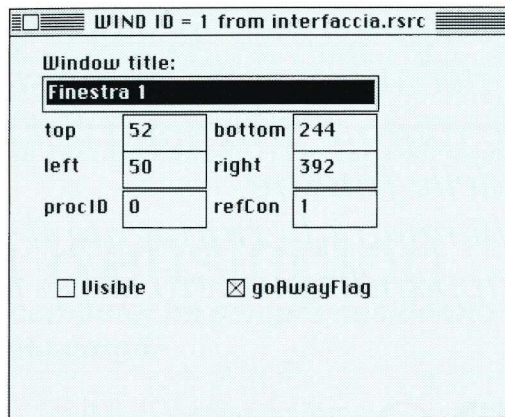 WIND ID = 1 from interfaccia.rsrc
Window title:
Finestra 1
top 52 bottom 244
left 50 right 392
procID 0 refCon 1
Visible goAwayFlag